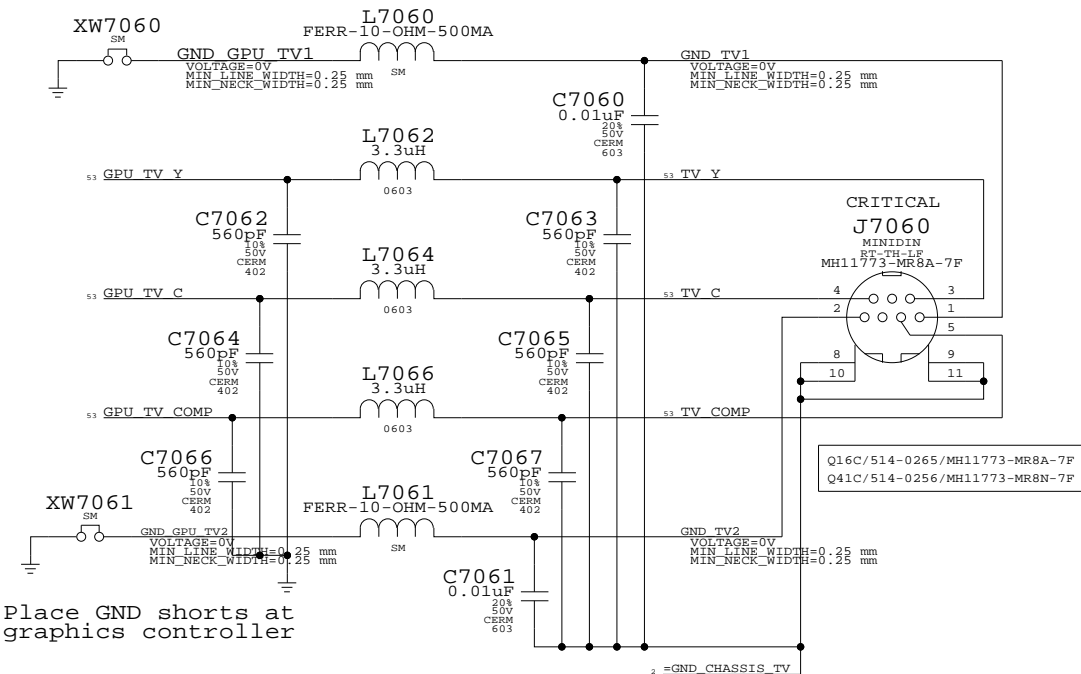 XW7060
SM
GND_GPU_TV1
VOLTAGE=0V
MIN_LINE_WIDTH=0.25 mm
MIN_NECK_WIDTH=0.25 mm
L7060
FERR-10-OHM-500MA
SM
GND_TV1
VOLTAGE=0V
MIN_LINE_WIDTH=0.25 mm
MIN_NECK_WIDTH=0.25 mm
C7060
0.01uF
20%
50V
CERM
603
L7062
3.3uH
0603
53 GPU_TV_Y
53 TV_Y
C7062
560pF
10%
50V
CERM
402
C7063
560pF
10%
50V
CERM
402
CRITICAL
J7060
MINIDIN
RT-TH-LF
MH11773-MR8A-7F
L7064
3.3uH
0603
53 GPU_TV_C
53 TV_C
4
3
2
1
5
8
9
10
11
C7064
560pF
10%
50V
CERM
402
C7065
560pF
10%
50V
CERM
402
L7066
3.3uH
0603
53 GPU_TV_COMP
53 TV_COMP
C7066
560pF
10%
50V
CERM
402
C7067
560pF
10%
50V
CERM
402
Q16C/514-0265/MH11773-MR8A-7F
Q41C/514-0256/MH11773-MR8N-7F
XW7061
SM
GND_GPU_TV2
VOLTAGE=0V
MIN_LINE_WIDTH=0.25 mm
MIN_NECK_WIDTH=0.25 mm
L7061
FERR-10-OHM-500MA
SM
GND_TV2
VOLTAGE=0V
MIN_LINE_WIDTH=0.25 mm
MIN_NECK_WIDTH=0.25 mm
C7061
0.01uF
20%
50V
CERM
603
Place GND shorts at
graphics controller
2 =GND_CHASSIS_TV